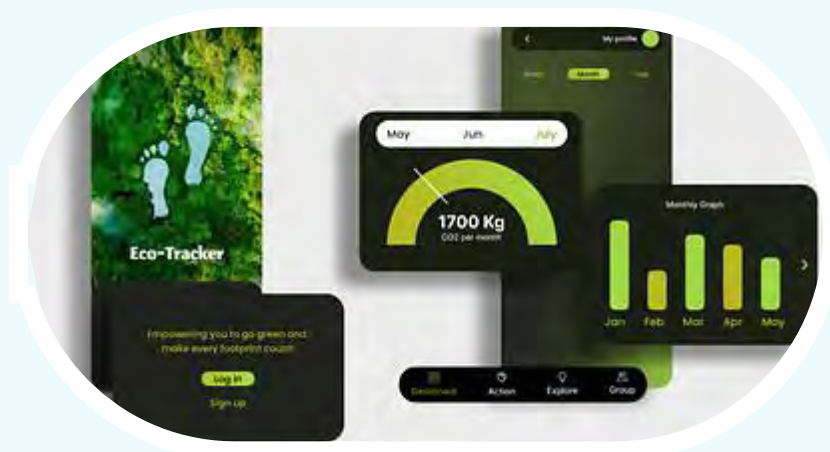 My profile
Month
May Jun July
1700 Kg
CO2 per month
Eco-Tracker
Monthly Graph
Jan Feb Mar Apr May
Empowering you to go green and
make every footprint count!
Log in
Sign up
Dashboard Action Explore Group